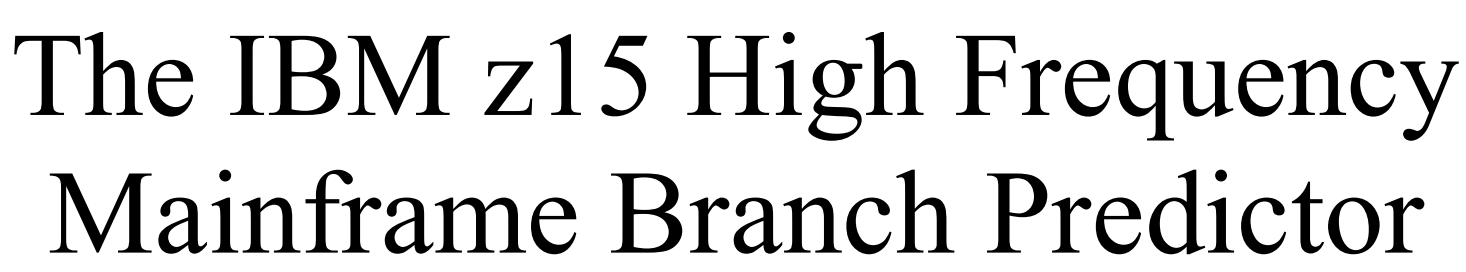 The IBM z15 High Frequency
Mainframe Branch Predictor